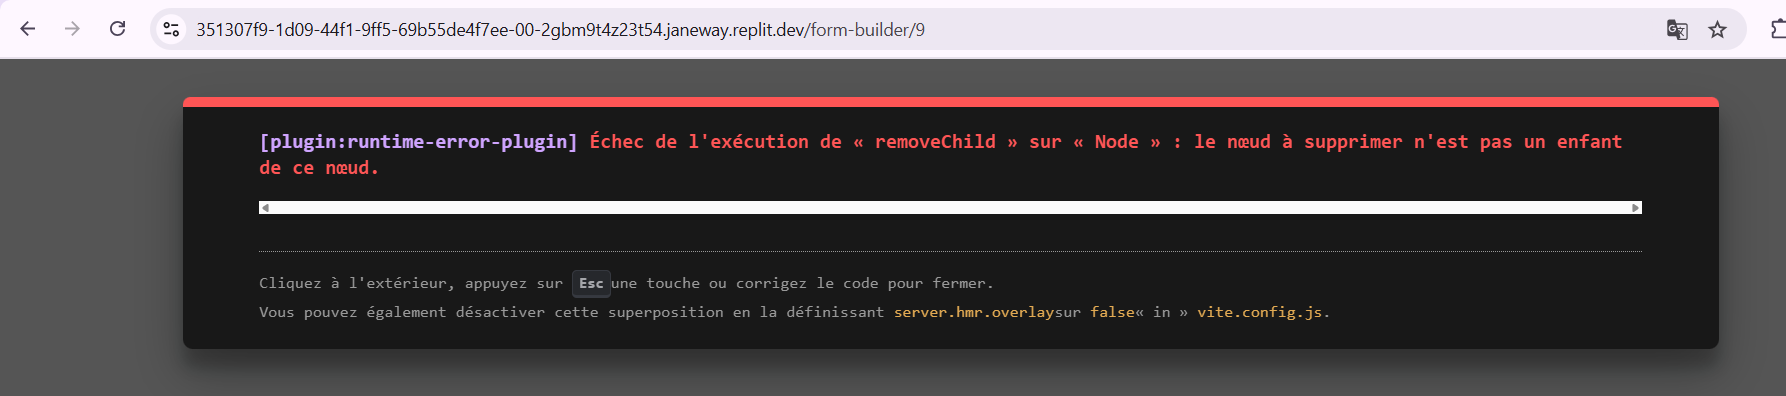 351307f9-1d09-44f1-9ff5-69b55de4f7ee-00-2gbm9t4z23t54.janeway.replit.dev/form-builder/9
[plugin:runtime-error-plugin] Échec de l'exécution de « removeChild » sur « Node » : le nœud à supprimer n'est pas un enfant
de ce nœud.
Cliquez à l'extérieur, appuyez sur Esc une touche ou corrigez le code pour fermer.
Vous pouvez également désactiver cette superposition en la définissant server.hmr.overlaysur false« in » vite.config.js.